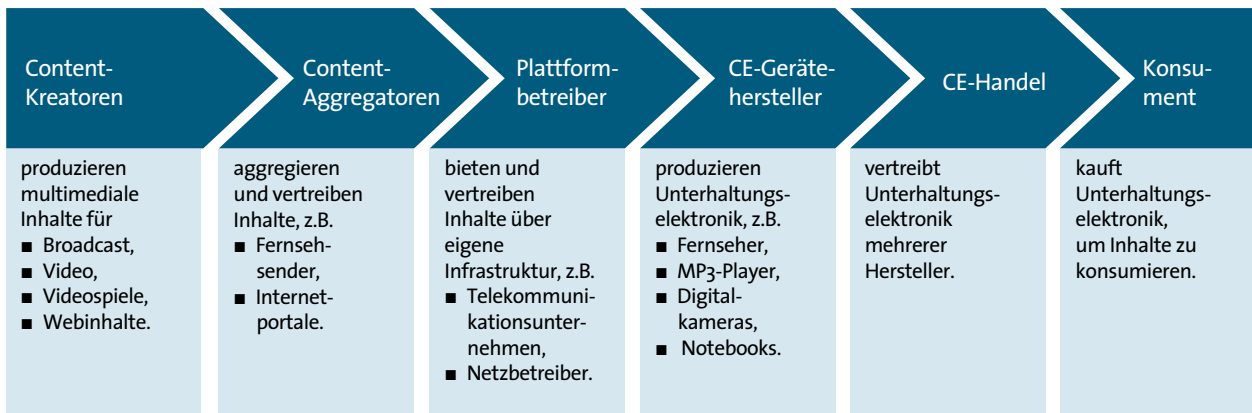 Content-
Kreatoren
Content-
Aggregatoren
Plattform-
betreiber
CE-Geräte-
hersteller
CE-Handel
Konsu-
ment
produzieren
multimediale
Inhalte für
■ Broadcast,
■ Video,
■ Videospiele,
■ Webinhalte.
aggregieren
und vertreiben
Inhalte, z.B.
■ Fernseh-
sender,
■ Internet-
portale.
bieten und
vertreiben
Inhalte über
eigene
Infrastruktur, z.B.
■ Telekommuni-
kationsunter-
nehmen,
■ Netzbetreiber.
produzieren
Unterhaltungs-
elektronik, z.B.
■ Fernseher,
■ MP3-Player,
■ Digital-
kameras,
■ Notebooks.
vertreibt
Unterhaltungs-
elektronik
mehrerer
Hersteller.
kauft
Unterhaltungs-
elektronik,
um Inhalte zu
konsumieren.